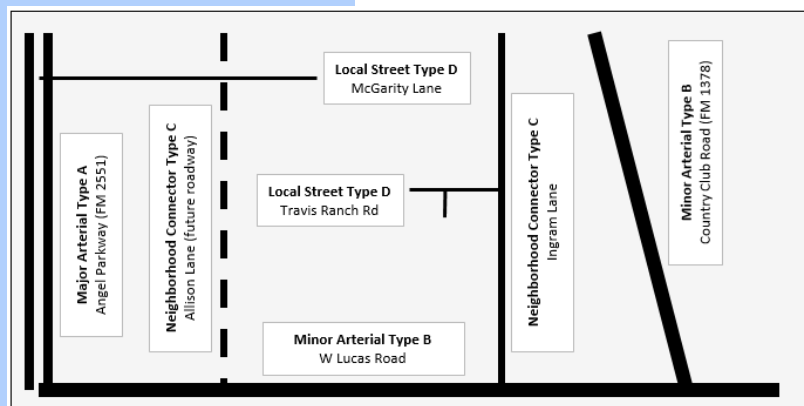 Local Street Type D
McGarity Lane
Major Arterial Type A
Angel Parkway (FM 2551)
Neighborhood Connector Type C
Allison Lane (future roadway)
Local Street Type D
Travis Ranch Rd
Neighborhood Connector Type C
Ingram Lane
Minor Arterial Type B
Country Club Road (FM 1378)
Minor Arterial Type B
W Lucas Road